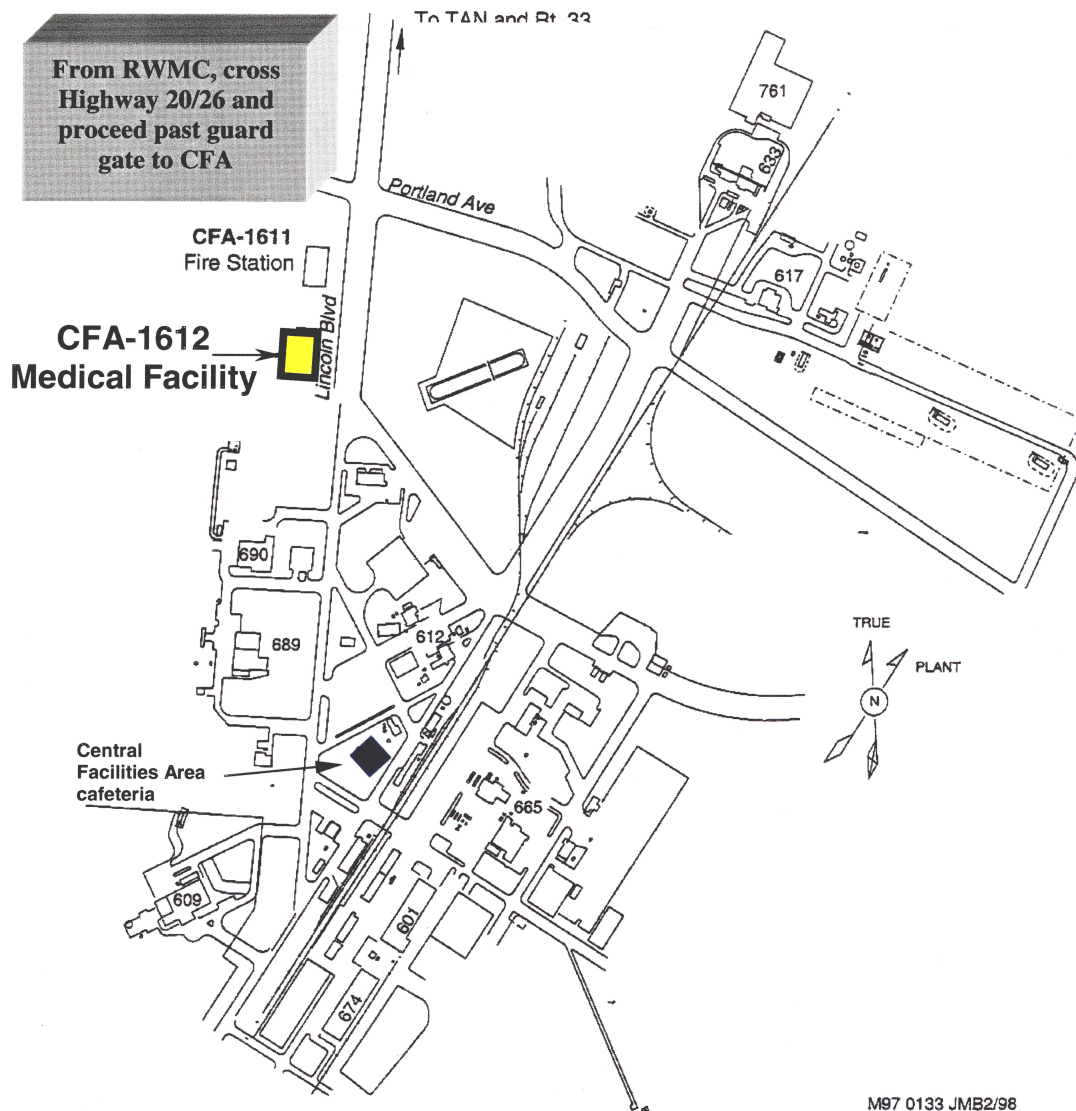 To TAN and Rt. 33
From RWMC, cross
Highway 20/26 and
proceed past guard
gate to CFA
761
633
Portland Ave
CFA-1611
Fire Station
617
CFA-1612
Medical Facility
Lincoln Blvd
690
TRUE
PLANT
N
612
689
Central
Facilities Area
cafeteria
665
609
601
674
M97 0133 JMB2/98